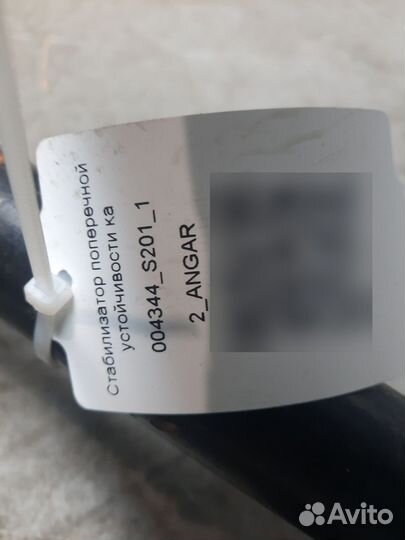 Стабилизатор поперечной
устойчивости ка
004344_S201_1
2_ANGAR
Avito